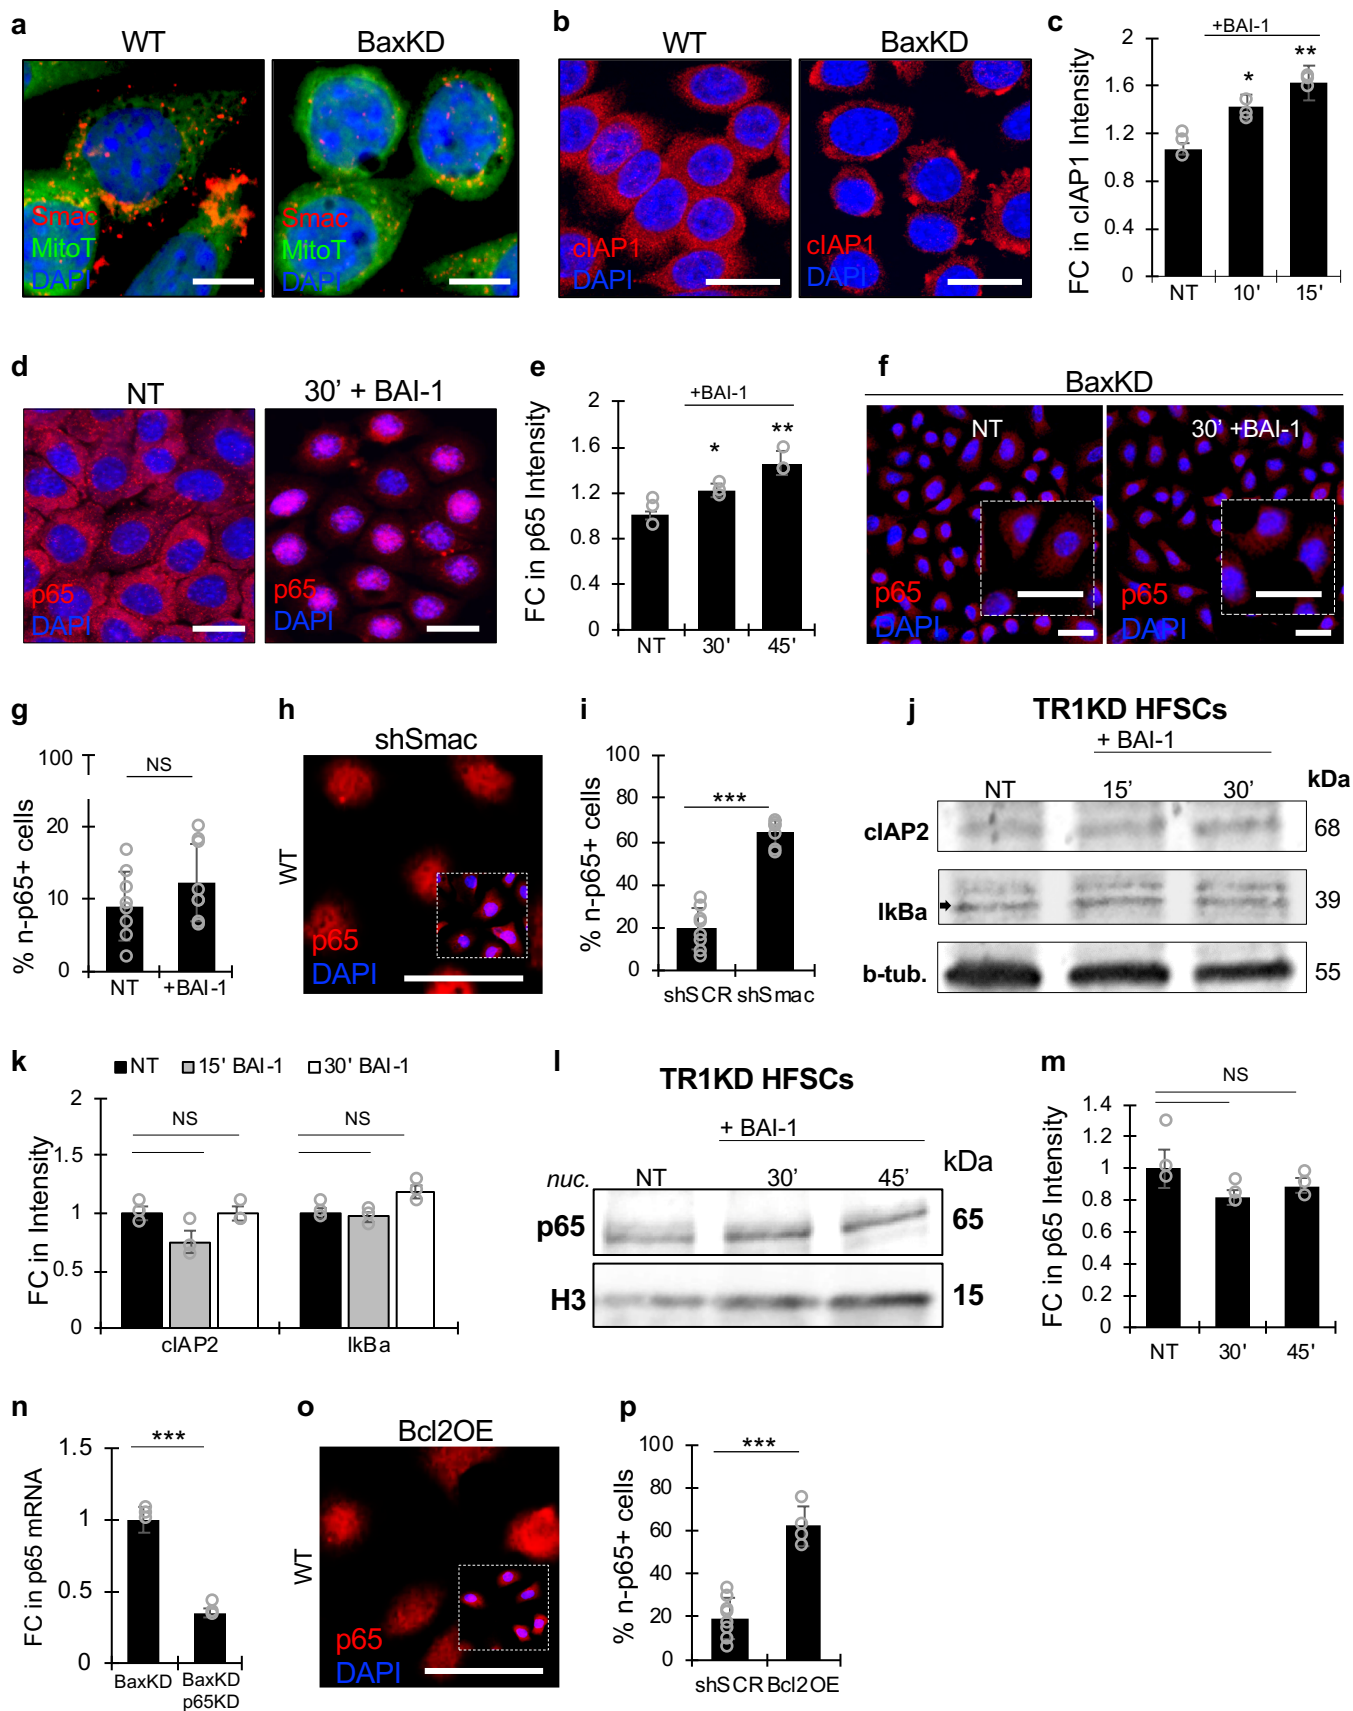 a
WT
BaxKD
Smac
MitoT
DAPI
Smac
MitoT
DAPI
b
WT
BaxKD
cIAP1
DAPI
cIAP1
DAPI
c
+BAI-1
FC in cIAP1 Intensity
2
1.6
1.2
0.8
0.4
0
*
**
NT 10' 15'
d
NT
30’ + BAI-1
p65
DAPI
p65
DAPI
e
+BAI-1
FC in p65 Intensity
2
1.6
1.2
0.8
0.4
0
*
**
NT 30' 45'
f
BaxKD
NT
30’ +BAI-1
p65
DAPI
p65
DAPI
g
% n-p65+ cells
100
20
10
0
NS
NT +BAI-1
h
shSmac
WT
p65
DAPI
i
% n-p65+ cells
100
80
60
40
20
0
***
shSCR shSmac
j
TR1KD HFSCs
+ BAI-1
NT 15’ 30’
kDa
cIAP2 68
IkBa 39
b-tub. 55
k
NT 15' BAI-1 30' BAI-1
FC in Intensity
2
1.5
1
0.5
0
NS
NS
cIAP2 IkBa
l
TR1KD HFSCs
+ BAI-1
kDa
nuc. NT 30’ 45’
p65 65
H3 15
m
FC in p65 Intensity
NS
1.4
1.2
1
0.8
0.6
0.4
0.2
0
NT 30' 45'
n
FC in p65 mRNA
1.5
1
0.5
0
***
BaxKD BaxKD
p65KD
o
Bcl2OE
WT
p65
DAPI
p
% n-p65+ cells
100
80
60
40
20
0
***
shSCR Bcl2OE